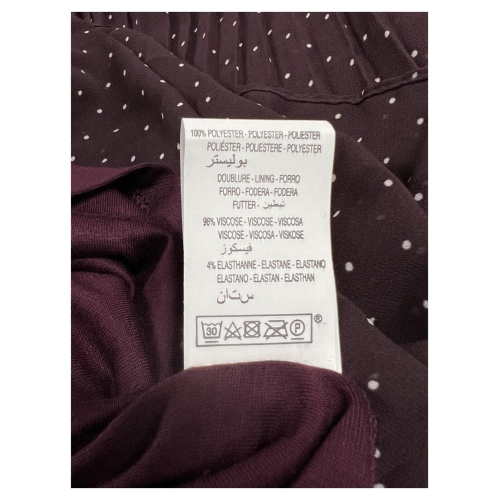 100% POLYESTER - POLYESTER - POLIESTER
POLIÉSTER - POLIESTERE - POLYESTER
بوليستر
DOUBLURE - LINING - FORRO
FORRO - FODERA - FODERA
FUTTER - تبطين
96% VISCOSE - VISCOSE - VISCOSA
VISCOSE - VISCOSA - VISKOSE
فيسكوز
4% ELASTHANNE - ELASTANE - ELASTANO
ELASTANO - ELASTAN - ELASTHAN
ستان
30 P ®